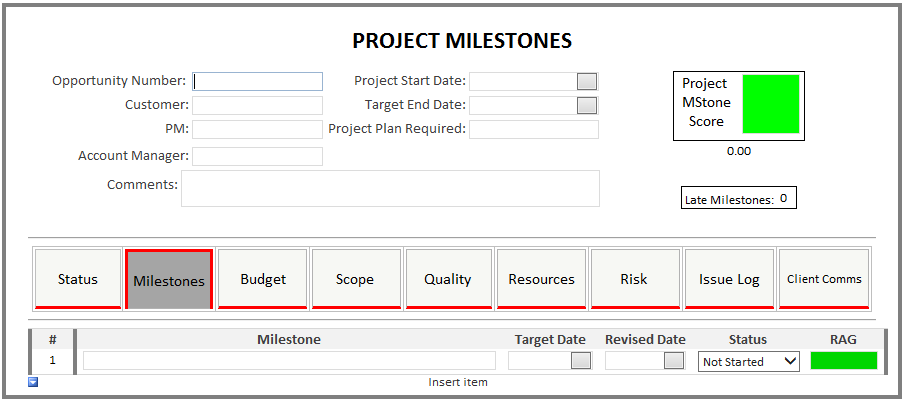 PROJECT MILESTONES
Opportunity Number: Project Start Date:
Customer: Target End Date:
PM: Project Plan Required:
Account Manager:
Comments:
Project
MStone
Score
0.00
Late Milestones: 0
Status Milestones Budget Scope Quality Resources Risk Issue Log Client Comms
# Milestone Target Date Revised Date Status RAG
1 Not Started
Insert item